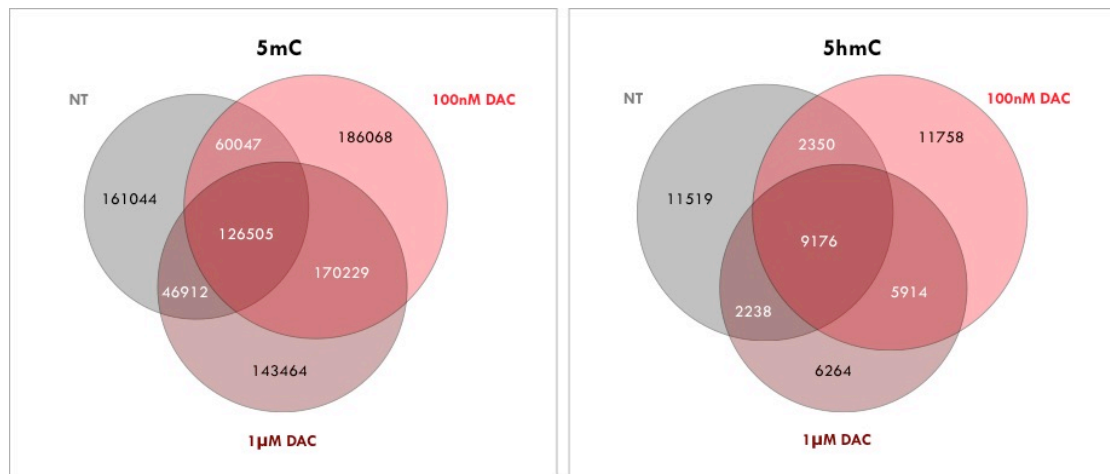 5mC
NT
100nM DAC
60047
186068
161044
126505
170229
46912
143464
1µM DAC
5hmC
NT
100nM DAC
2350
11758
11519
9176
5914
2238
6264
1µM DAC